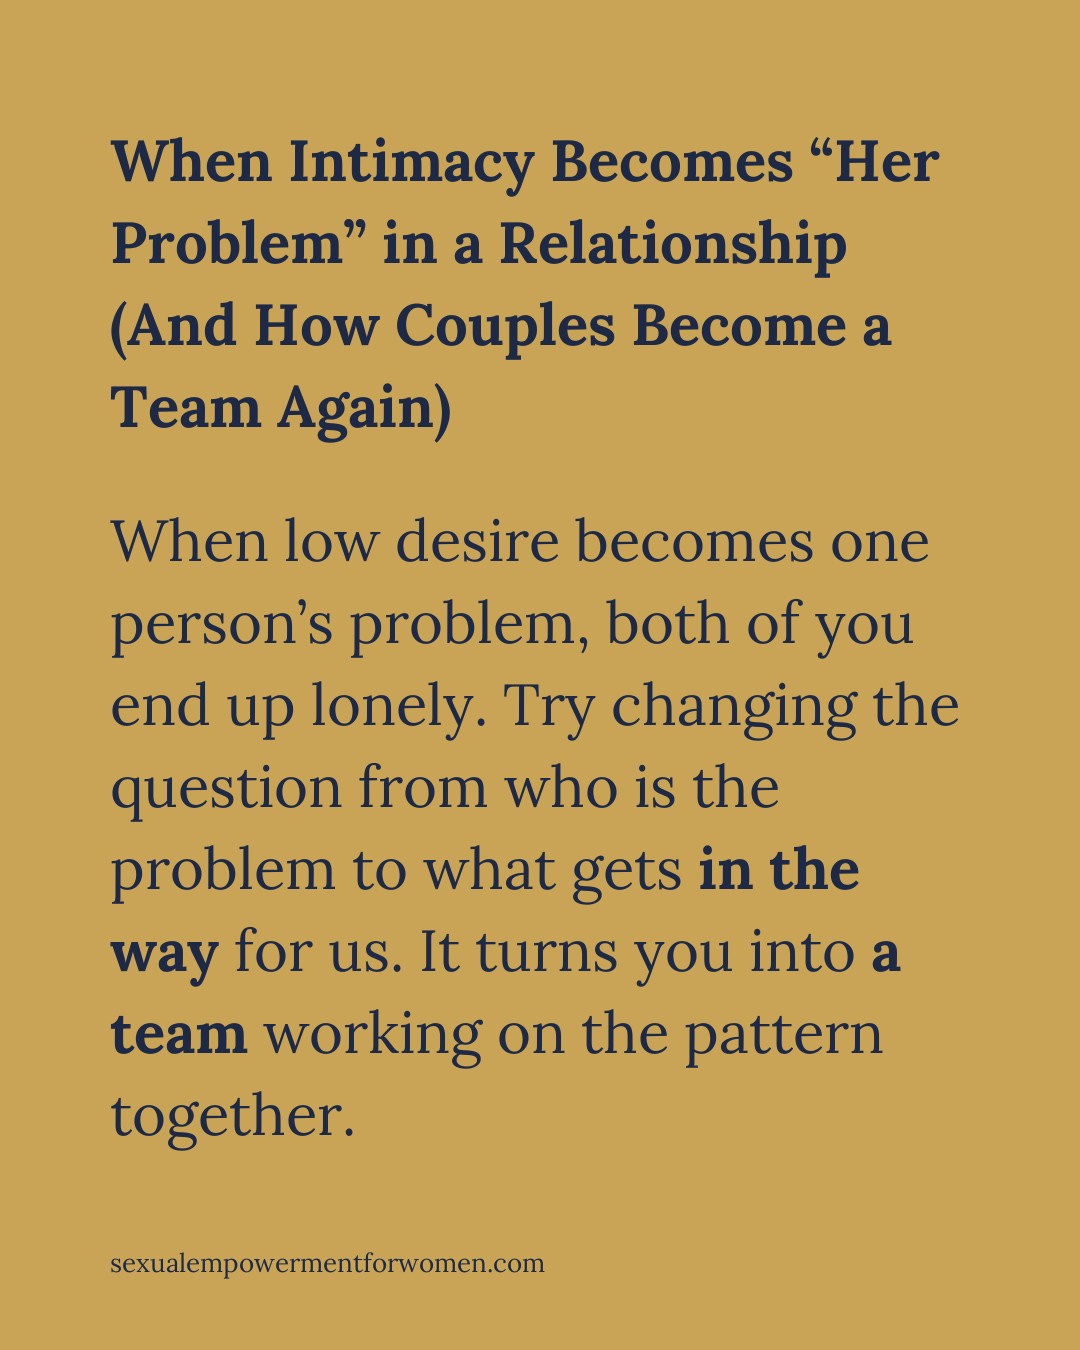 When Intimacy Becomes “Her
Problem” in a Relationship
(And How Couples Become a
Team Again)
When low desire becomes one
person’s problem, both of you
end up lonely. Try changing the
question from who is the
problem to what gets in the
way for us. It turns you into a
team working on the pattern
together.
sexualempowermentforwomen.com